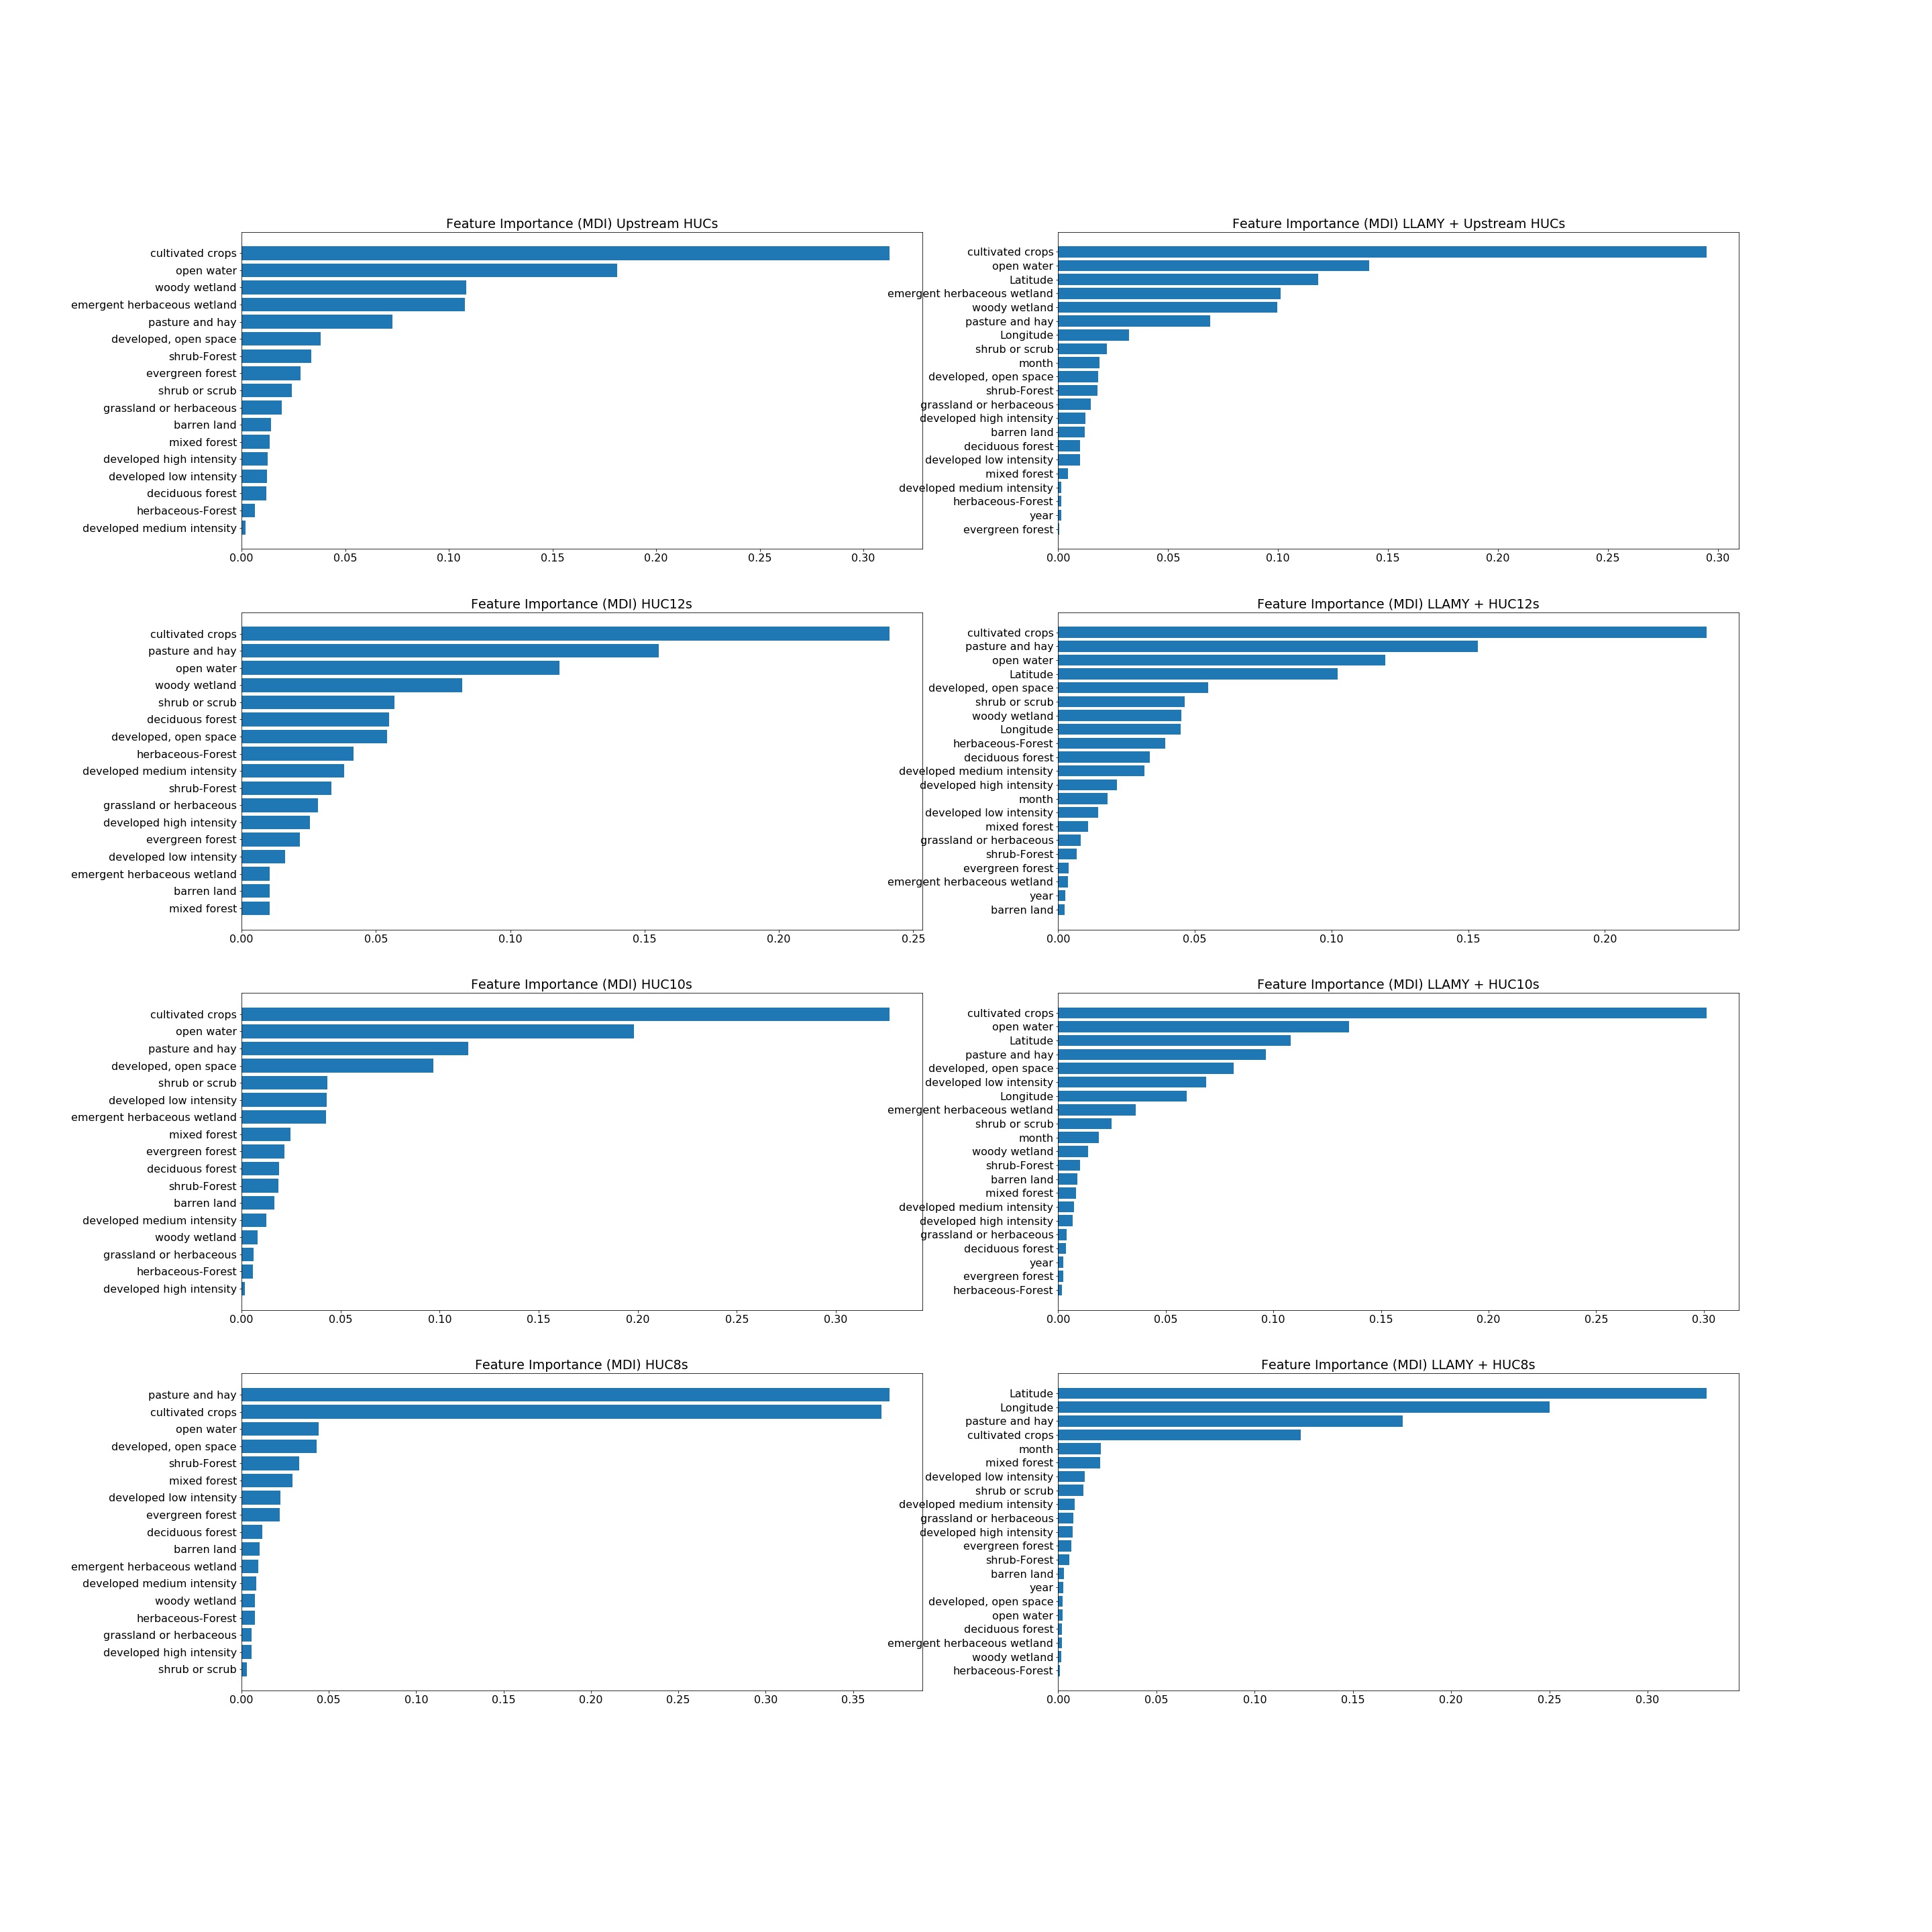 Feature Importance (MDI) Upstream HUCs
cultivated crops
open water
woody wetland
emergent herbaceous wetland
pasture and hay
developed, open space
shrub-Forest
evergreen forest
shrub or scrub
grassland or herbaceous
barren land
mixed forest
developed high intensity
developed low intensity
deciduous forest
herbaceous-Forest
developed medium intensity
0.00 0.05 0.10 0.15 0.20 0.25 0.30
Feature Importance (MDI) LLAMY + Upstream HUCs
cultivated crops
open water
Latitude
emergent herbaceous wetland
woody wetland
pasture and hay
Longitude
shrub or scrub
month
developed, open space
shrub-Forest
grassland or herbaceous
developed high intensity
barren land
deciduous forest
developed low intensity
mixed forest
developed medium intensity
herbaceous-Forest
year
evergreen forest
0.00 0.05 0.10 0.15 0.20 0.25 0.30
Feature Importance (MDI) HUC12s
cultivated crops
pasture and hay
open water
woody wetland
shrub or scrub
deciduous forest
developed, open space
herbaceous-Forest
developed medium intensity
shrub-Forest
grassland or herbaceous
developed high intensity
evergreen forest
developed low intensity
emergent herbaceous wetland
barren land
mixed forest
0.00 0.05 0.10 0.15 0.20 0.25
Feature Importance (MDI) LLAMY + HUC12s
cultivated crops
pasture and hay
open water
Latitude
developed, open space
shrub or scrub
woody wetland
Longitude
herbaceous-Forest
deciduous forest
developed medium intensity
developed high intensity
month
developed low intensity
mixed forest
grassland or herbaceous
shrub-Forest
evergreen forest
emergent herbaceous wetland
year
barren land
0.00 0.05 0.10 0.15 0.20
Feature Importance (MDI) HUC10s
cultivated crops
open water
pasture and hay
developed, open space
shrub or scrub
developed low intensity
emergent herbaceous wetland
mixed forest
evergreen forest
deciduous forest
shrub-Forest
barren land
developed medium intensity
woody wetland
grassland or herbaceous
herbaceous-Forest
developed high intensity
0.00 0.05 0.10 0.15 0.20 0.25 0.30
Feature Importance (MDI) LLAMY + HUC10s
cultivated crops
open water
Latitude
pasture and hay
developed, open space
developed low intensity
Longitude
emergent herbaceous wetland
shrub or scrub
month
woody wetland
shrub-Forest
barren land
mixed forest
developed medium intensity
developed high intensity
grassland or herbaceous
deciduous forest
year
evergreen forest
herbaceous-Forest
0.00 0.05 0.10 0.15 0.20 0.25 0.30
Feature Importance (MDI) HUC8s
pasture and hay
cultivated crops
open water
developed, open space
shrub-Forest
mixed forest
developed low intensity
evergreen forest
deciduous forest
barren land
emergent herbaceous wetland
developed medium intensity
woody wetland
herbaceous-Forest
grassland or herbaceous
developed high intensity
shrub or scrub
0.00 0.05 0.10 0.15 0.20 0.25 0.30 0.35
Feature Importance (MDI) LLAMY + HUC8s
Latitude
Longitude
pasture and hay
cultivated crops
month
mixed forest
developed low intensity
shrub or scrub
developed medium intensity
grassland or herbaceous
developed high intensity
evergreen forest
shrub-Forest
barren land
year
developed, open space
open water
deciduous forest
emergent herbaceous wetland
woody wetland
herbaceous-Forest
0.00 0.05 0.10 0.15 0.20 0.25 0.30